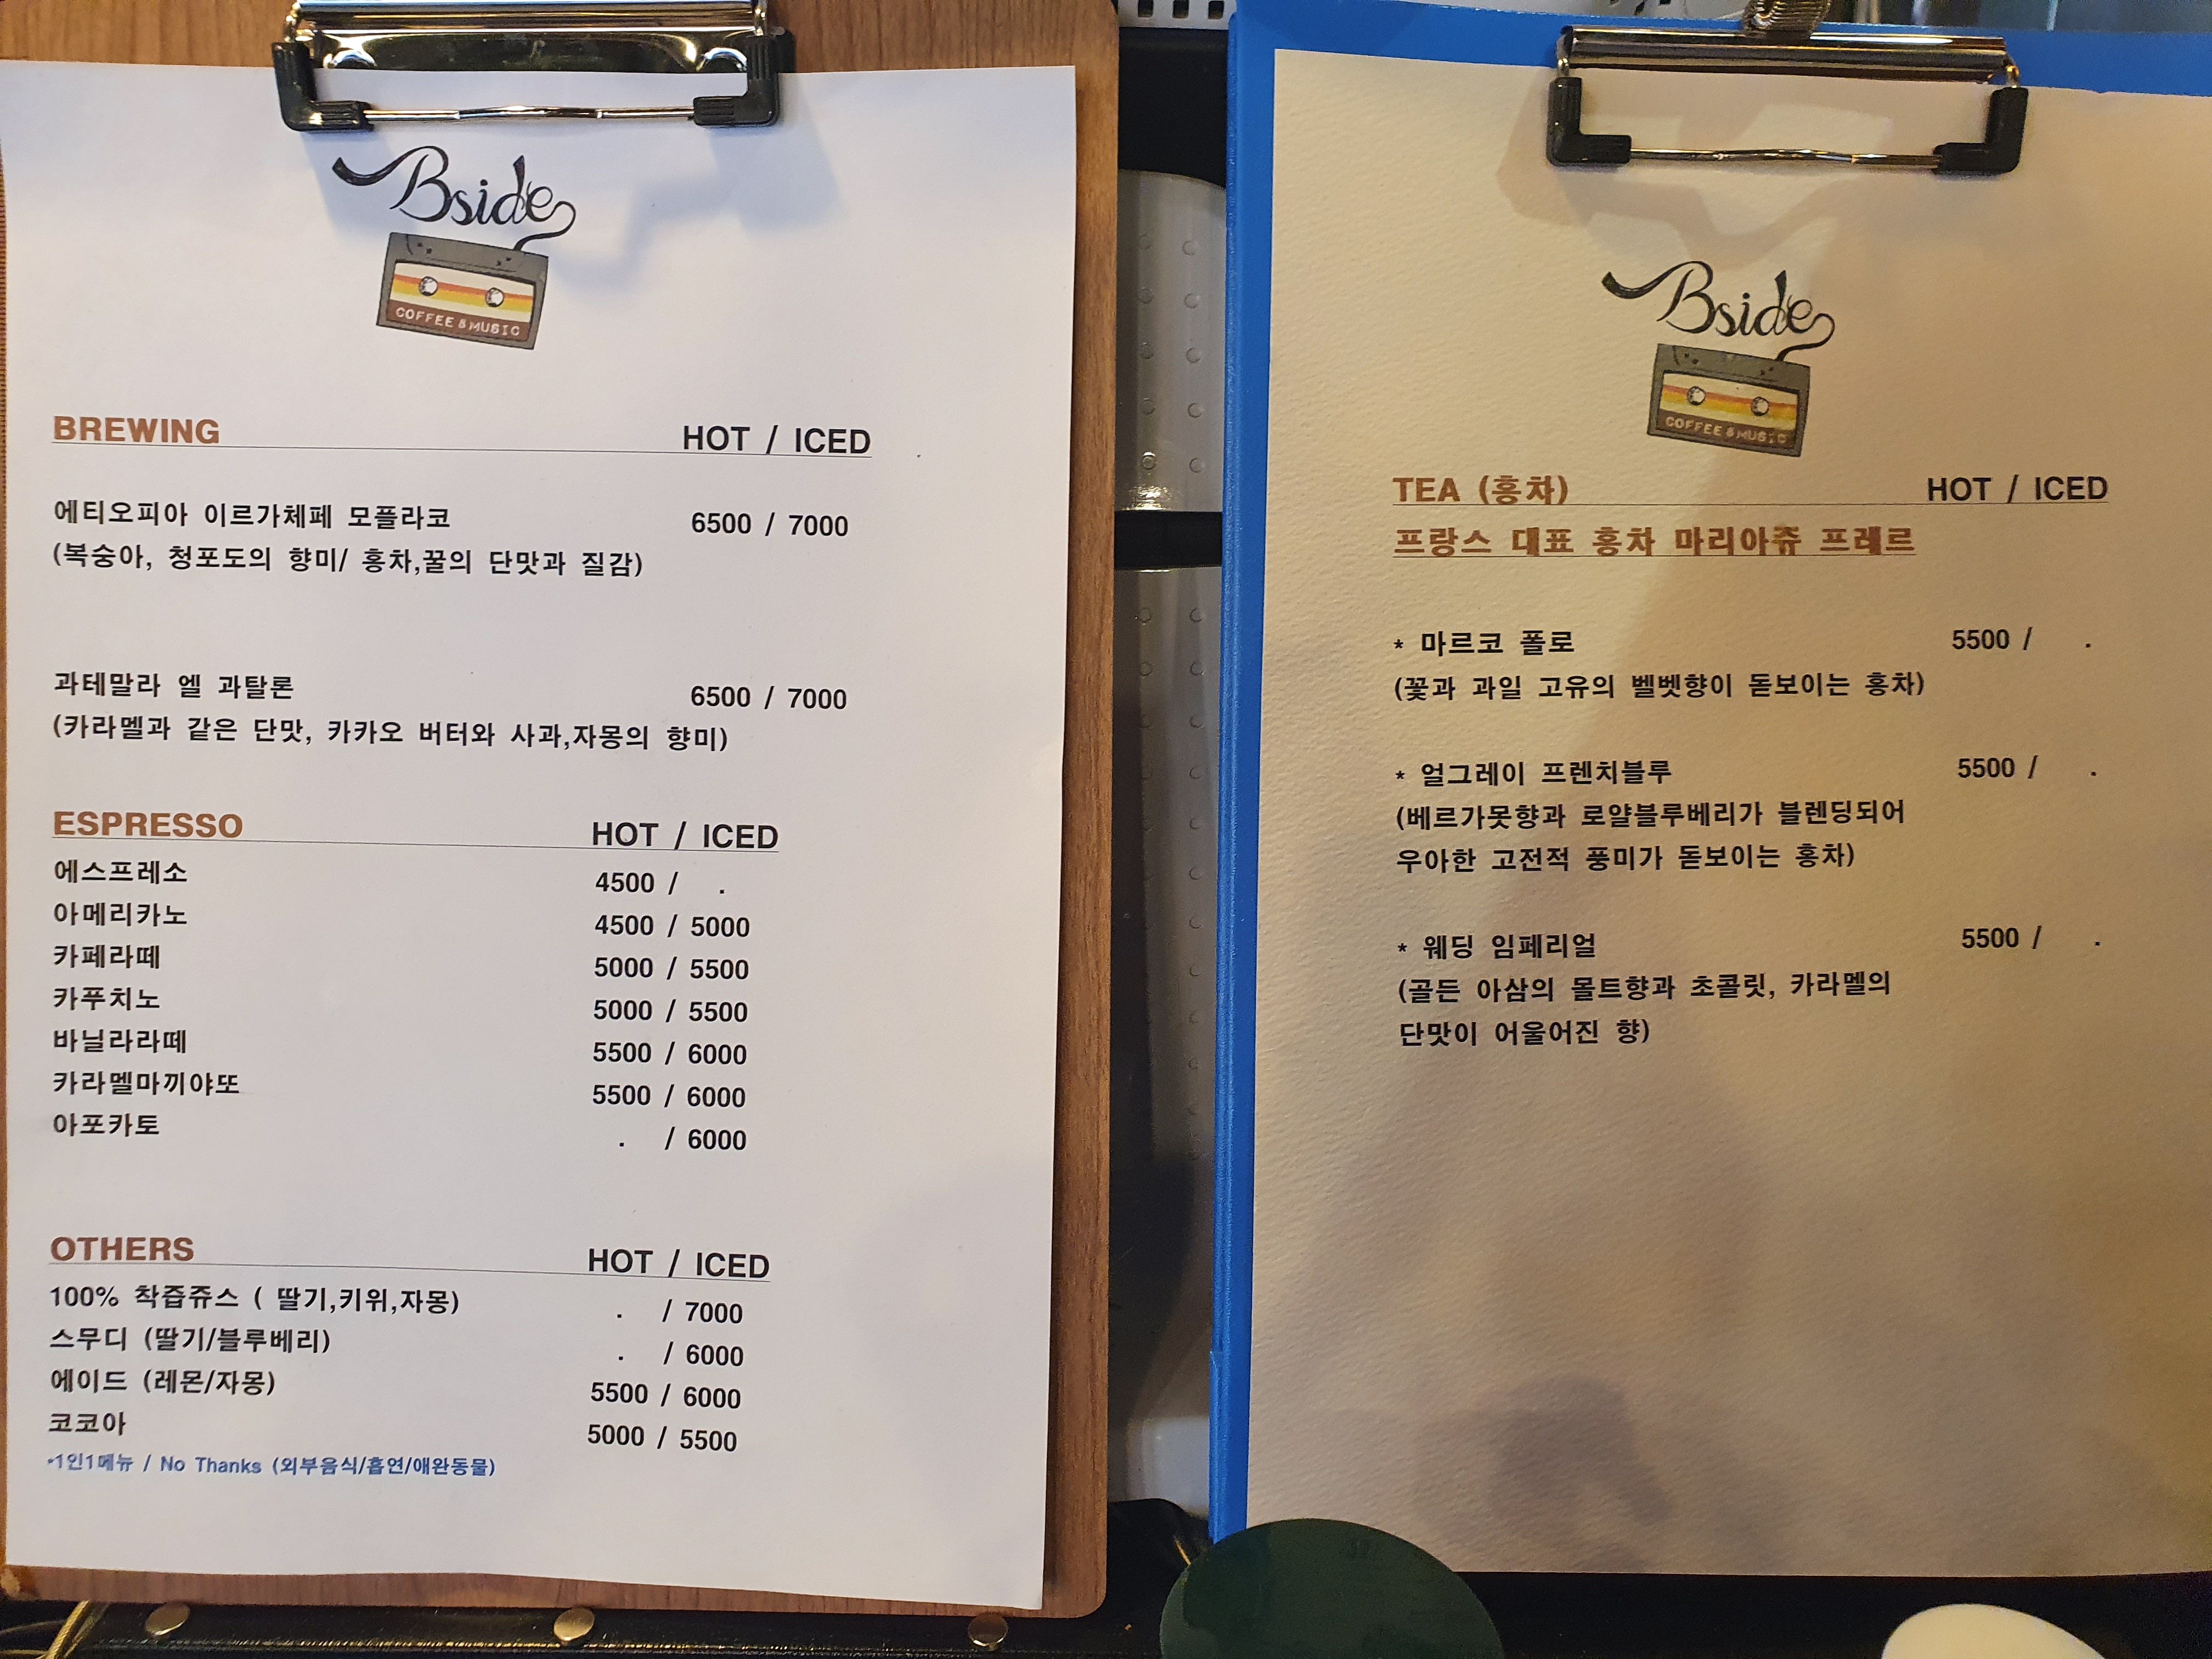 Bside
COFFEE & MUSIC
BREWING HOT / ICED
에티오피아 이르가체페 모플라코 6500 / 7000
(복숭아, 청포도의 향미/ 홍차,꿀의 단맛과 질감)
과테말라 엘 과탈론 6500 / 7000
(카라멜과 같은 단맛, 카카오 버터와 사과,자몽의 향미)
ESPRESSO HOT / ICED
에스프레소 4500 / .
아메리카노 4500 / 5000
카페라떼 5000 / 5500
카푸치노 5000 / 5500
바닐라라떼 5500 / 6000
카라멜마끼야또 5500 / 6000
아포카토 . / 6000
OTHERS HOT / ICED
100% 착즙쥬스 ( 딸기,키위,자몽) . / 7000
스무디 (딸기/블루베리) . / 6000
에이드 (레몬/자몽) 5500 / 6000
코코아 5000 / 5500
*1인1메뉴 / No Thanks (외부음식/흡연/애완동물)
Bside
COFFEE & MUSIC
TEA (홍차) HOT / ICED
프랑스 대표 홍차 마리아쥬 프레르
* 마르코 폴로 5500 / .
(꽃과 과일 고유의 벨벳향이 돋보이는 홍차)
* 얼그레이 프렌치블루 5500 / .
(베르가못향과 로얄블루베리가 블렌딩되어
우아한 고전적 풍미가 돋보이는 홍차)
* 웨딩 임페리얼 5500 / .
(골든 아삼의 몰트향과 초콜릿, 카라멜의
단맛이 어울어진 향)